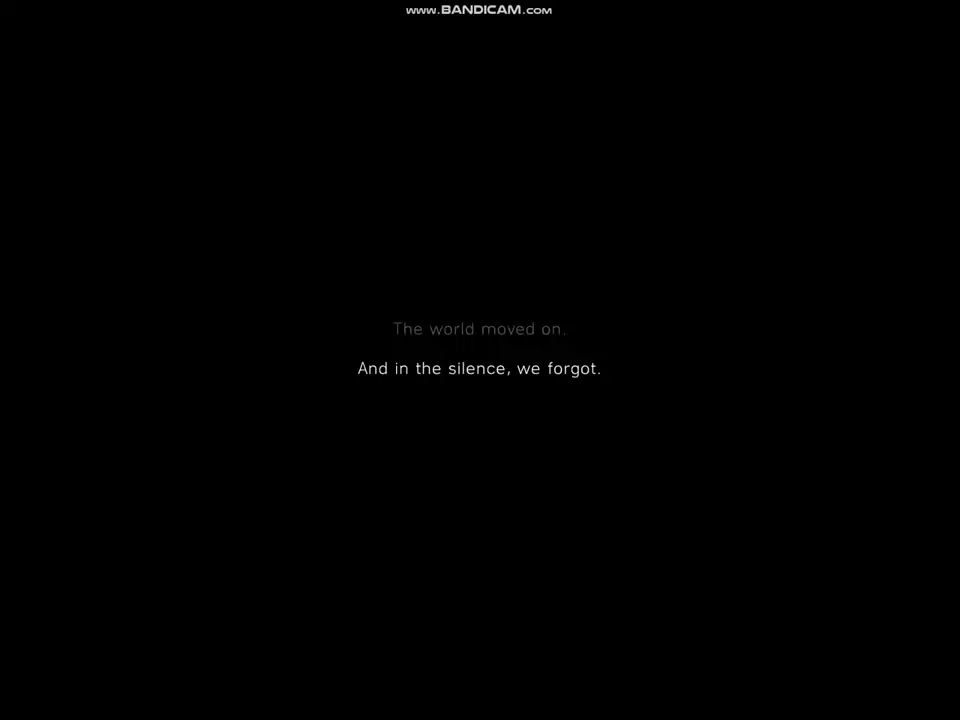 www.BANDICAM.com
The world moved on.
And in the silence, we forgot.